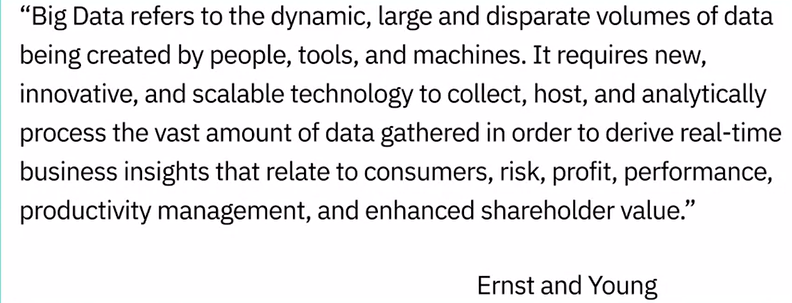 “Big Data refers to the dynamic, large and disparate volumes of data
being created by people, tools, and machines. It requires new,
innovative, and scalable technology to collect, host, and analytically
process the vast amount of data gathered in order to derive real-time
business insights that relate to consumers, risk, profit, performance,
productivity management, and enhanced shareholder value.”
Ernst and Young